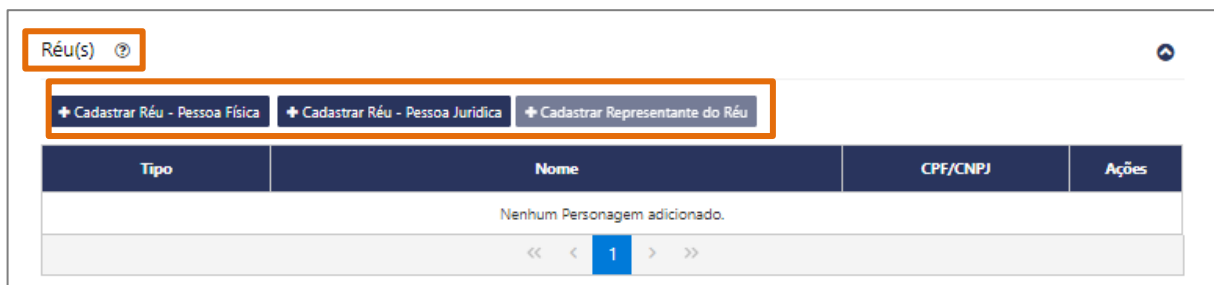 Réu(s) ?
+ Cadastrar Réu - Pessoa Física + Cadastrar Réu - Pessoa Juridica + Cadastrar Representante do Réu
Tipo Nome CPF/CNPJ Ações
Nenhum Personagem adicionado.
<< < 1 > >>